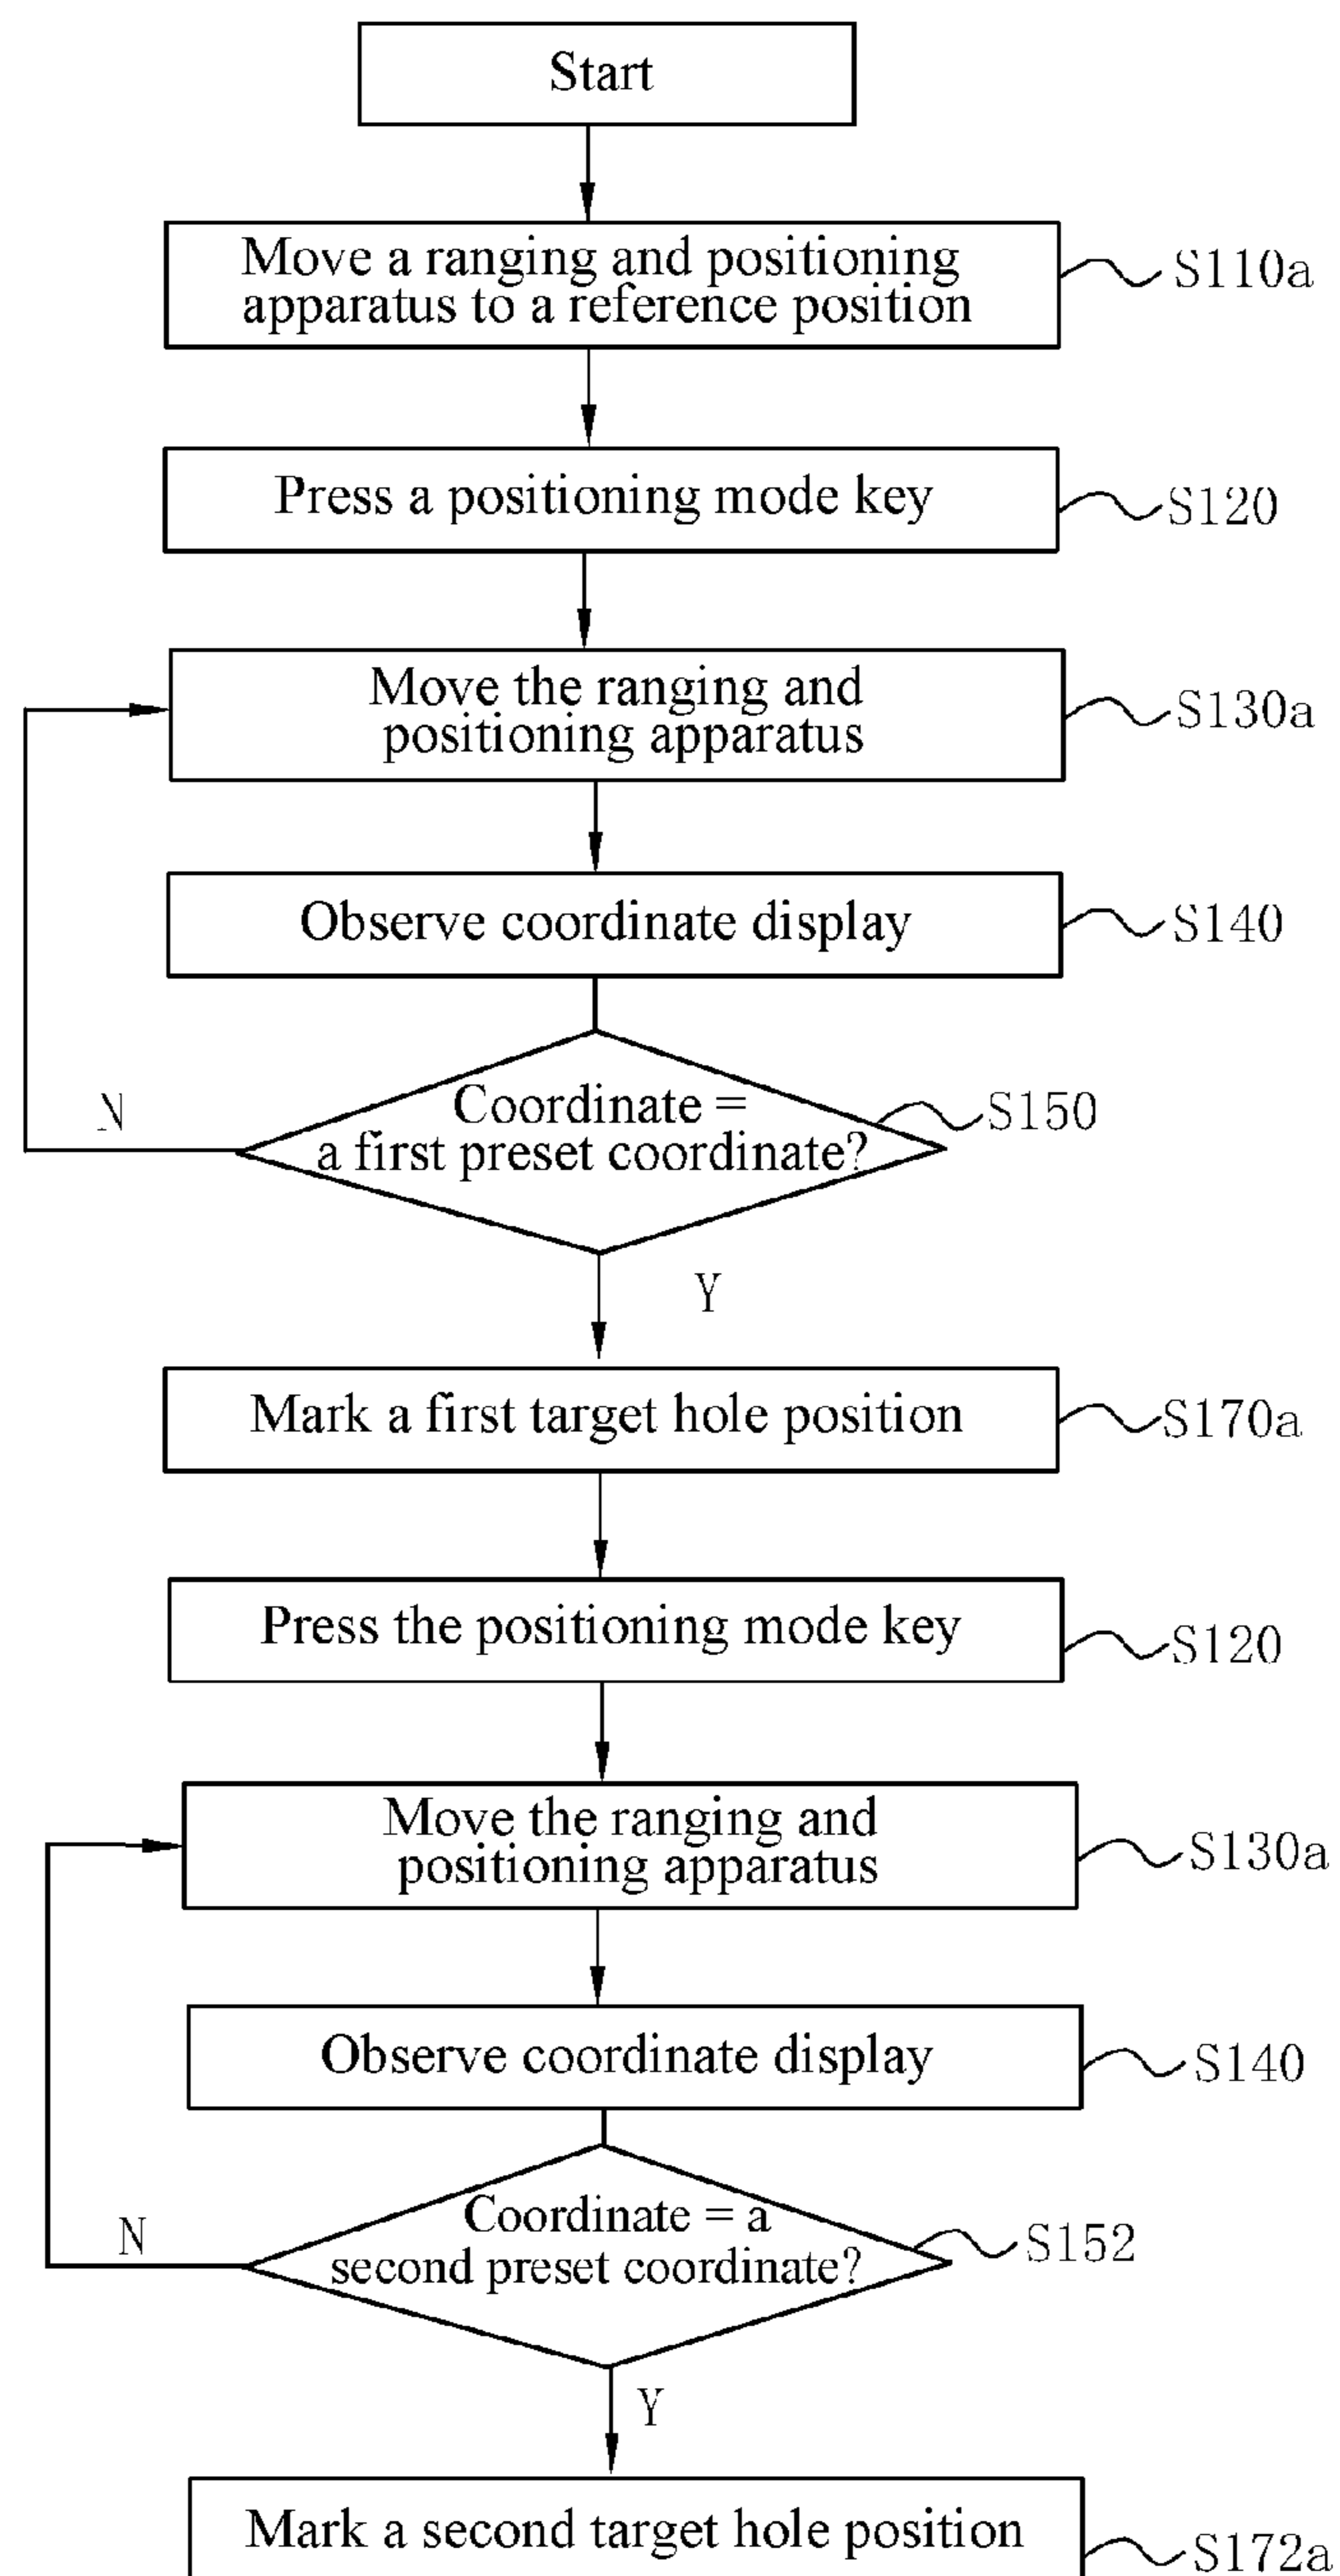 Start
Move a ranging and positioning
apparatus to a reference position
S110a
Press a positioning mode key
S120
Move the ranging and
positioning apparatus
S130a
Observe coordinate display
S140
Coordinate =
a first preset coordinate?
S150
N
Y
Mark a first target hole position
S170a
Press the positioning mode key
S120
Move the ranging and
positioning apparatus
S130a
Observe coordinate display
S140
Coordinate = a
second preset coordinate?
S152
N
Y
Mark a second target hole position
S172a